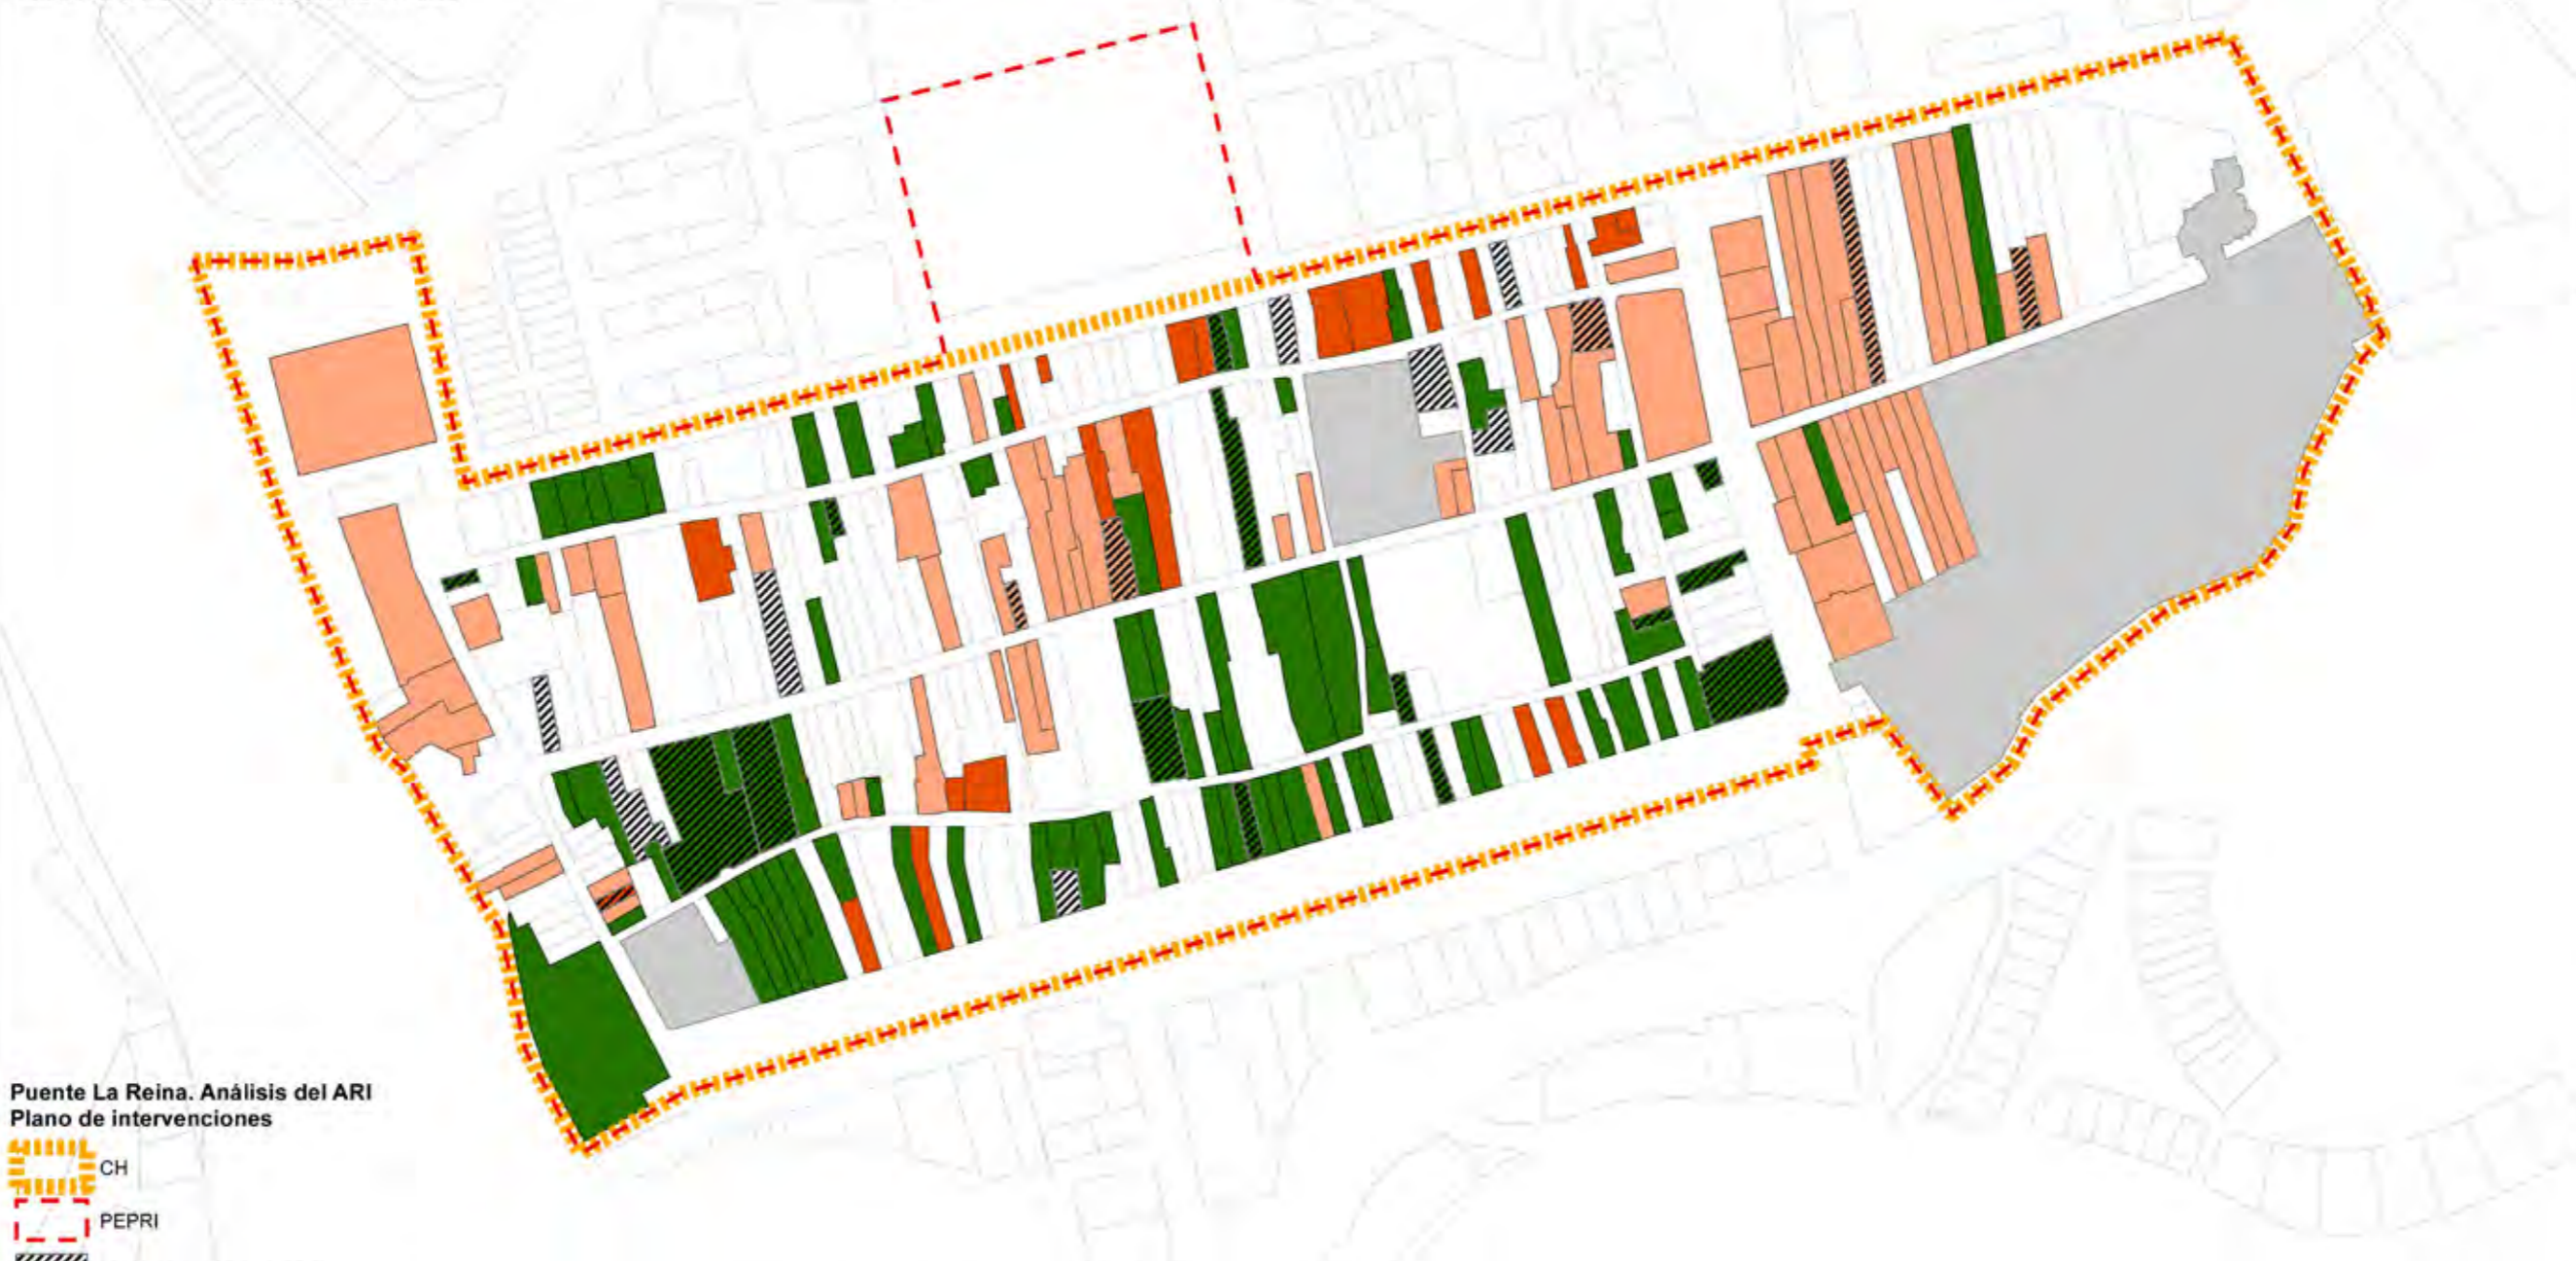 Puente La Reina. Análisis del ARI
Plano de intervenciones
CH
PEPRI